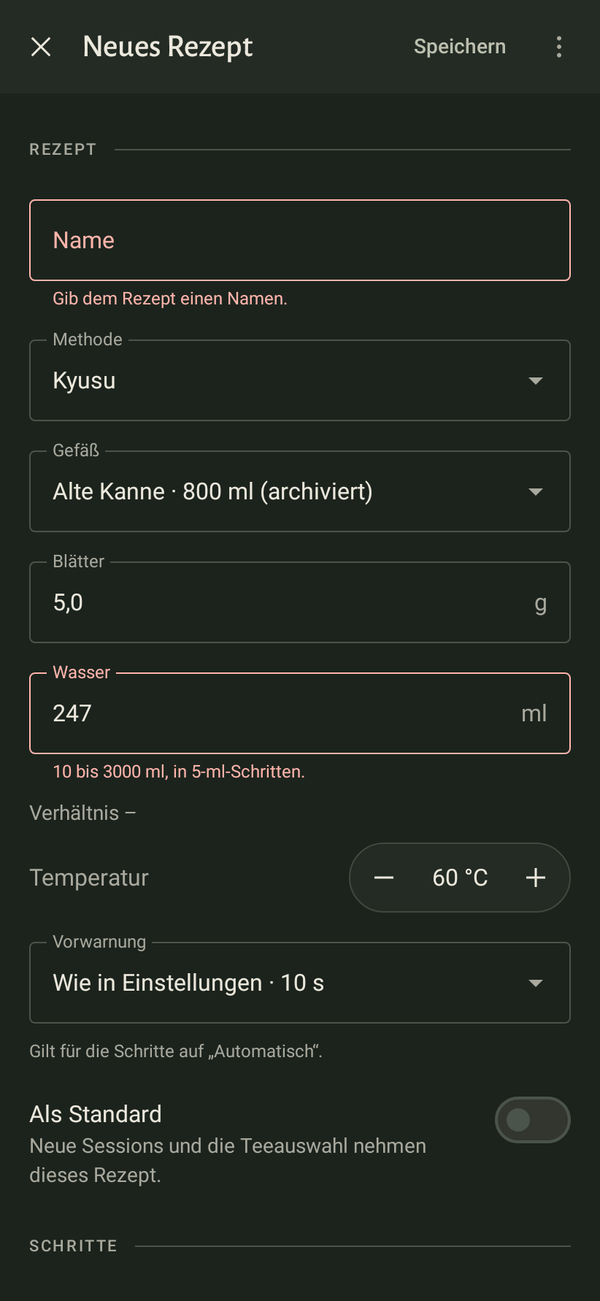 Neues Rezept
Speichern
REZEPT
Name
Gib dem Rezept einen Namen.
Methode
Kyusu
Gefäß
Alte Kanne · 800 ml (archiviert)
Blätter
5,0 g
Wasser
247 ml
10 bis 3000 ml, in 5-ml-Schritten.
Verhältnis –
Temperatur
60 °C
Vorwarnung
Wie in Einstellungen · 10 s
Gilt für die Schritte auf „Automatisch“.
Als Standard
Neue Sessions und die Teeauswahl nehmen
dieses Rezept.
SCHRITTE